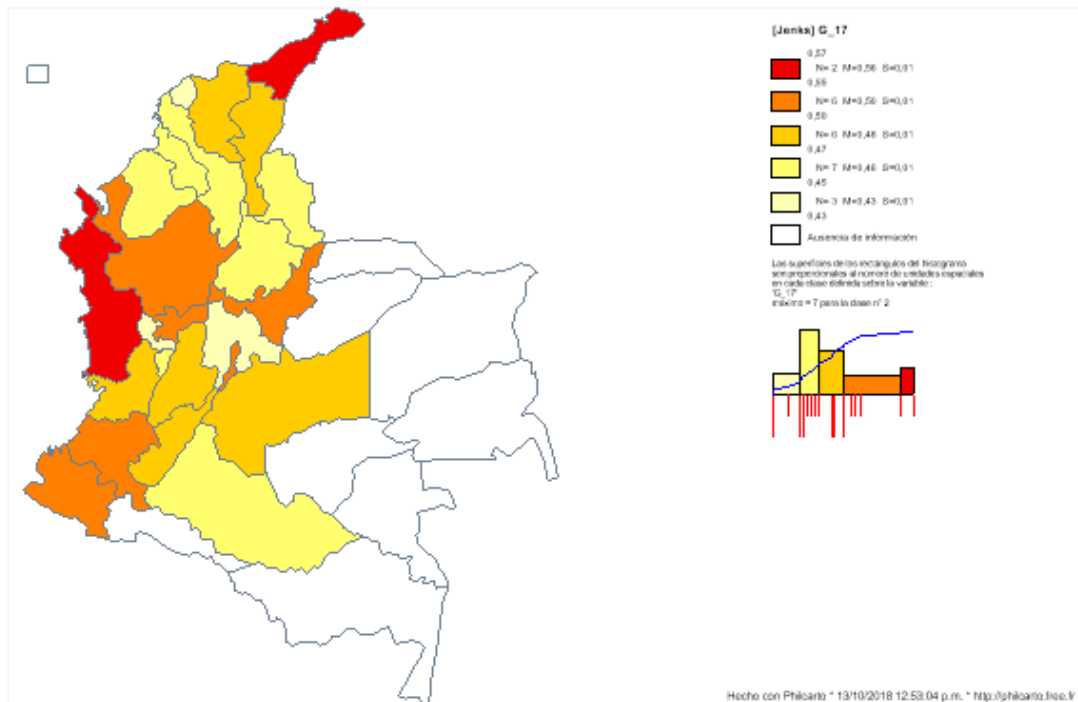 [Jenks] G_17
0,57
N= 2 M=0,56 S=0,01
0,55
N= 6 M=0,50 S=0,01
0,50
N= 6 M=0,48 S=0,01
0,47
N= 7 M=0,46 S=0,01
0,45
N= 3 M=0,43 S=0,01
0,43
Ausencia de información
Las superficies de los rectángulos del histograma
son proporcionales al número de unidades espaciales
en cada clase definida sobre la variable :
'G_17'
máximo = 7 para la clase n° 2
Hecho con Philcarto * 13/10/2018 12:53:04 p.m. * http://philcarto.free.fr